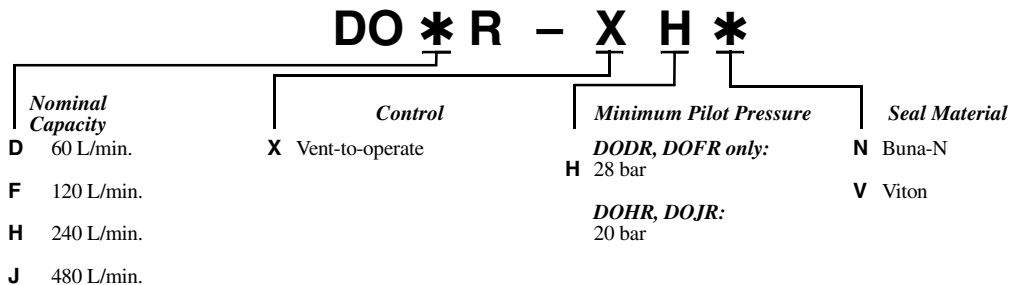 DO ✱ R – X H ✱
Nominal
Capacity
D 60 L/min.
F 120 L/min.
H 240 L/min.
J 480 L/min.
Control
X Vent-to-operate
Minimum Pilot Pressure
DODR, DOFR only:
H 28 bar
DOHR, DOJR:
20 bar
Seal Material
N Buna-N
V Viton